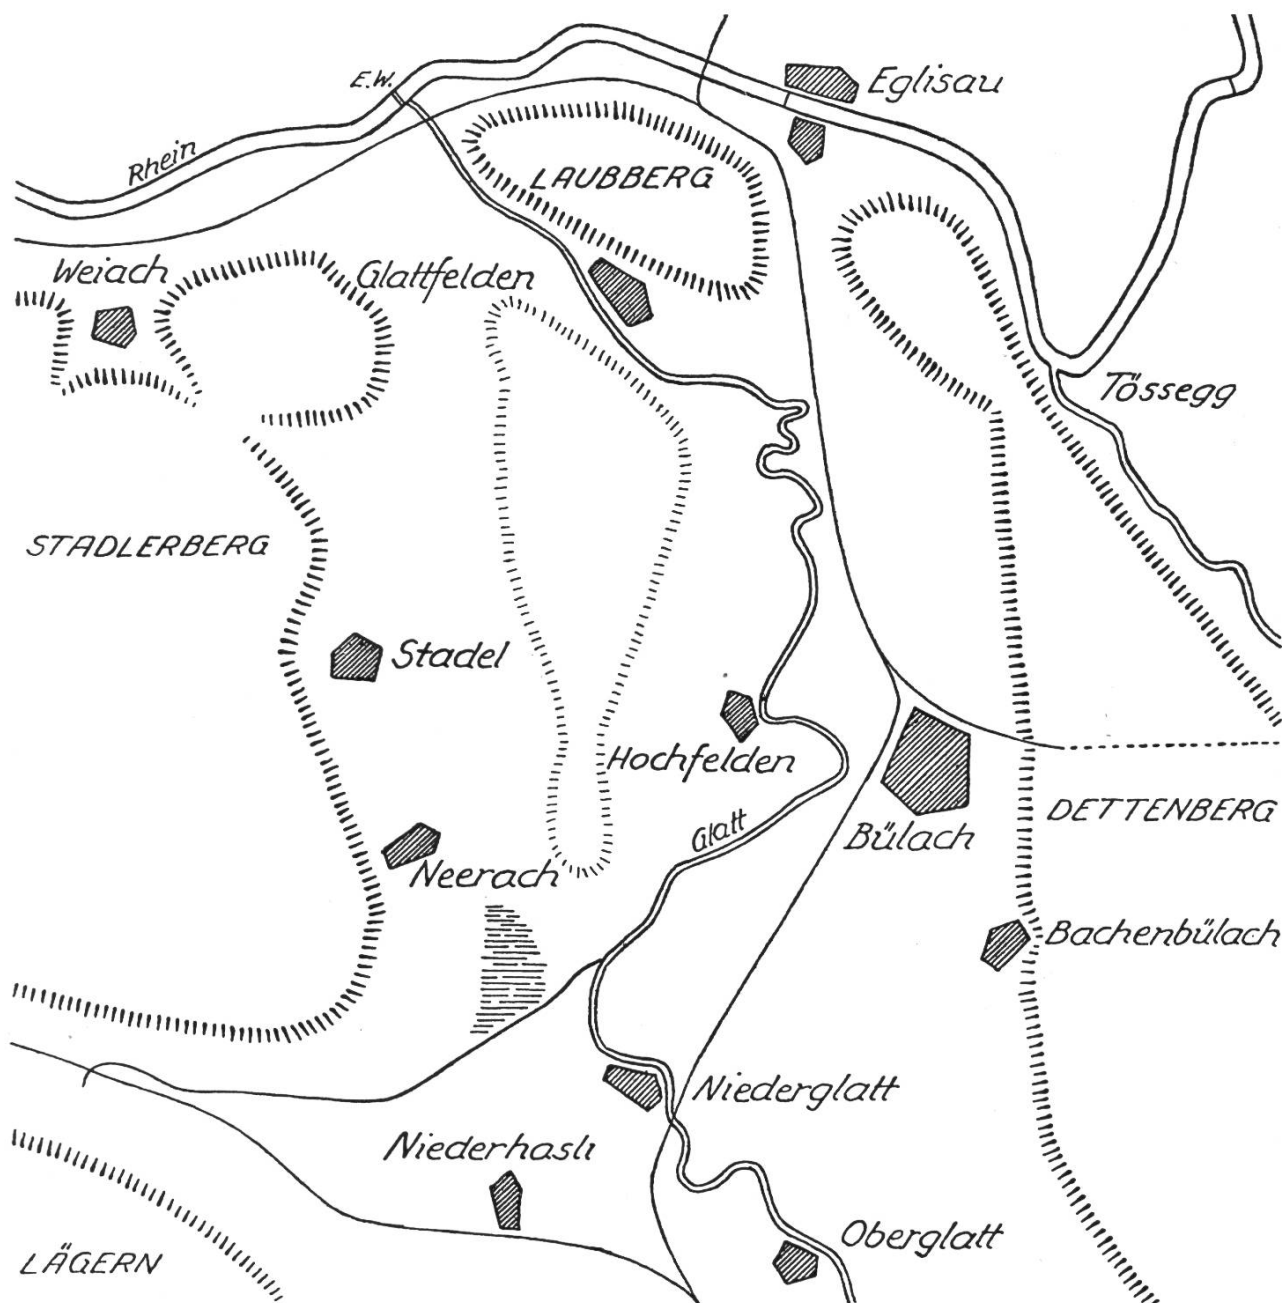 E.W.
Eglisau
Rhein
LAUBBERG
Weiach
Glattfelden
Tössegg
STADLERBERG
Stadel
Hochfelden
Glatt
Bülach
DETTENBERG
Neerach
Bachenbülach
Niederglatt
Niederhasli
Oberglatt
LÄGERN